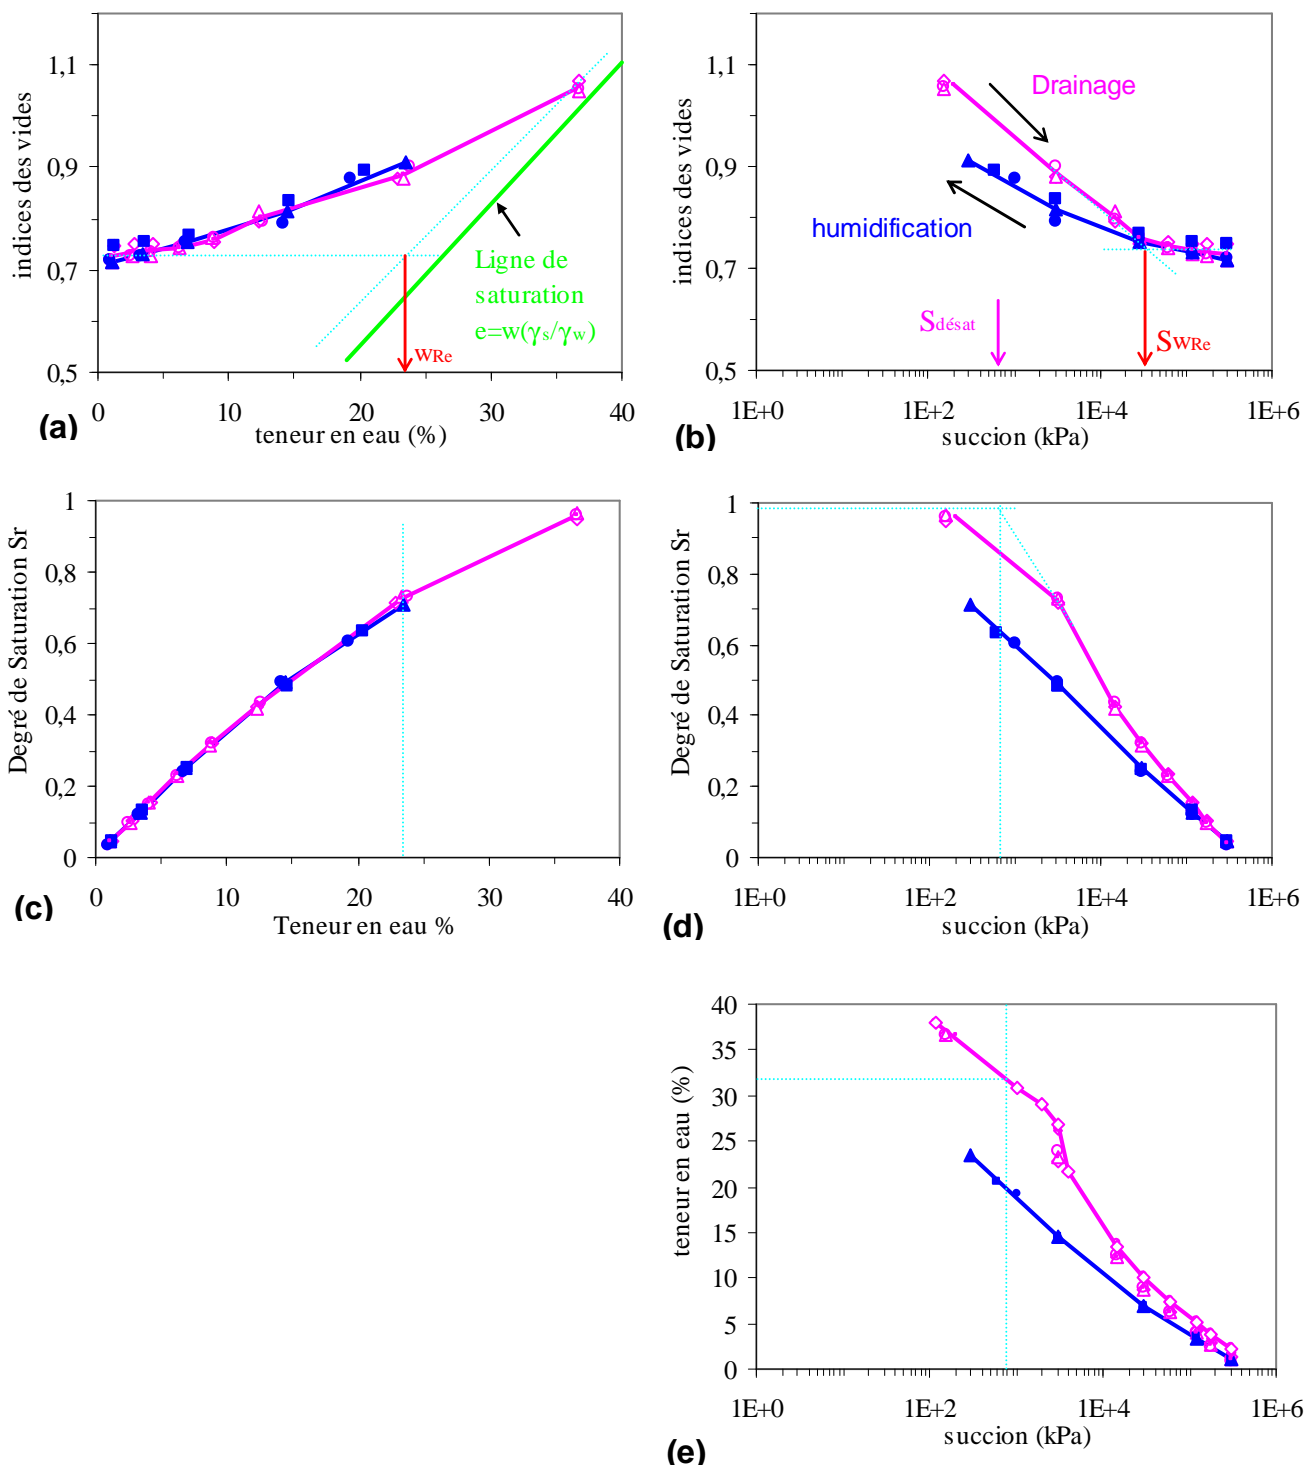 indices des vides
1,1
0,9
0,7
0,5
0
10
20
30
40
Ligne de
saturation
e=w(γs/γw)
wRe
teneur en eau (%)
(a)
indices des vides
1,1
0,9
0,7
0,5
Drainage
humidification
Sdésat
SWRe
1E+0
1E+2
1E+4
1E+6
succion (kPa)
(b)
Degré de Saturation Sr
1
0,8
0,6
0,4
0,2
0
0
10
20
30
40
Teneur en eau %
(c)
Degré de Saturation Sr
1
0,8
0,6
0,4
0,2
0
1E+0
1E+2
1E+4
1E+6
succion (kPa)
(d)
teneur en eau (%)
40
35
30
25
20
15
10
5
0
1E+0
1E+2
1E+4
1E+6
succion (kPa)
(e)